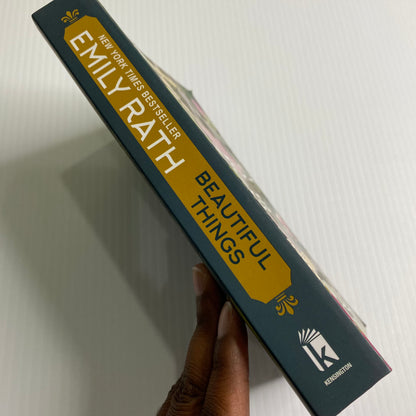 NEW YORK TIMES BESTSELLER
EMILY RATH
BEAUTIFUL
THINGS
k
KENSINGTON